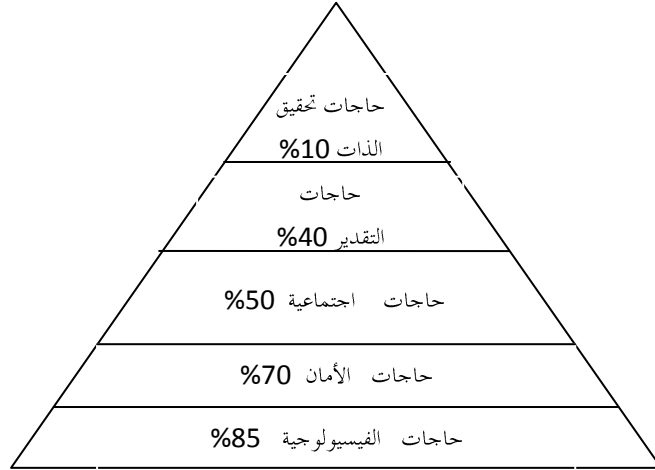 حاجات تحقيق
الذات 10%
حاجات
التقدير 40%
حاجات اجتماعية 50%
حاجات الأمان 70%
حاجات الفيسيولوجية 85%